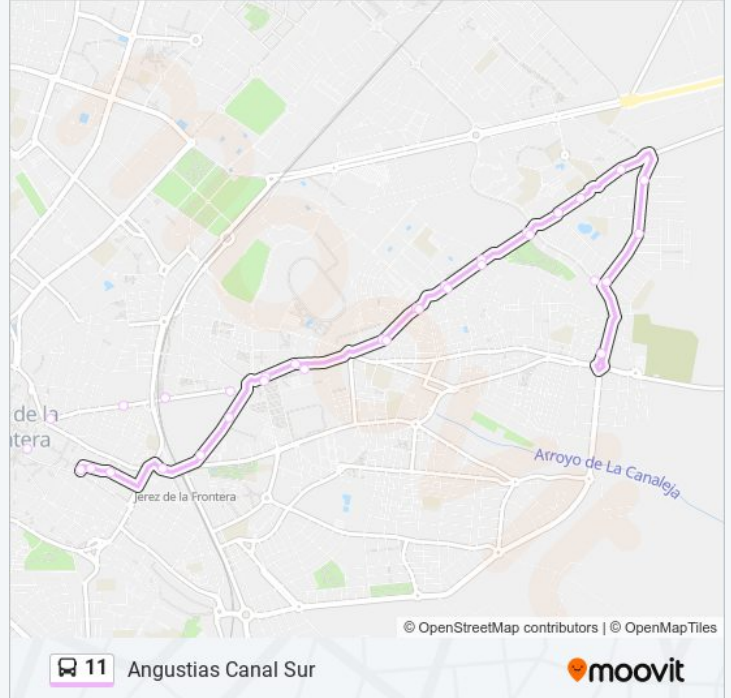 de la
ntera
Arroyo de La Canaleja
Jerez de la Frontera
© OpenStreetMap contributors | © OpenMapTiles
11 Angustias Canal Sur
moovit